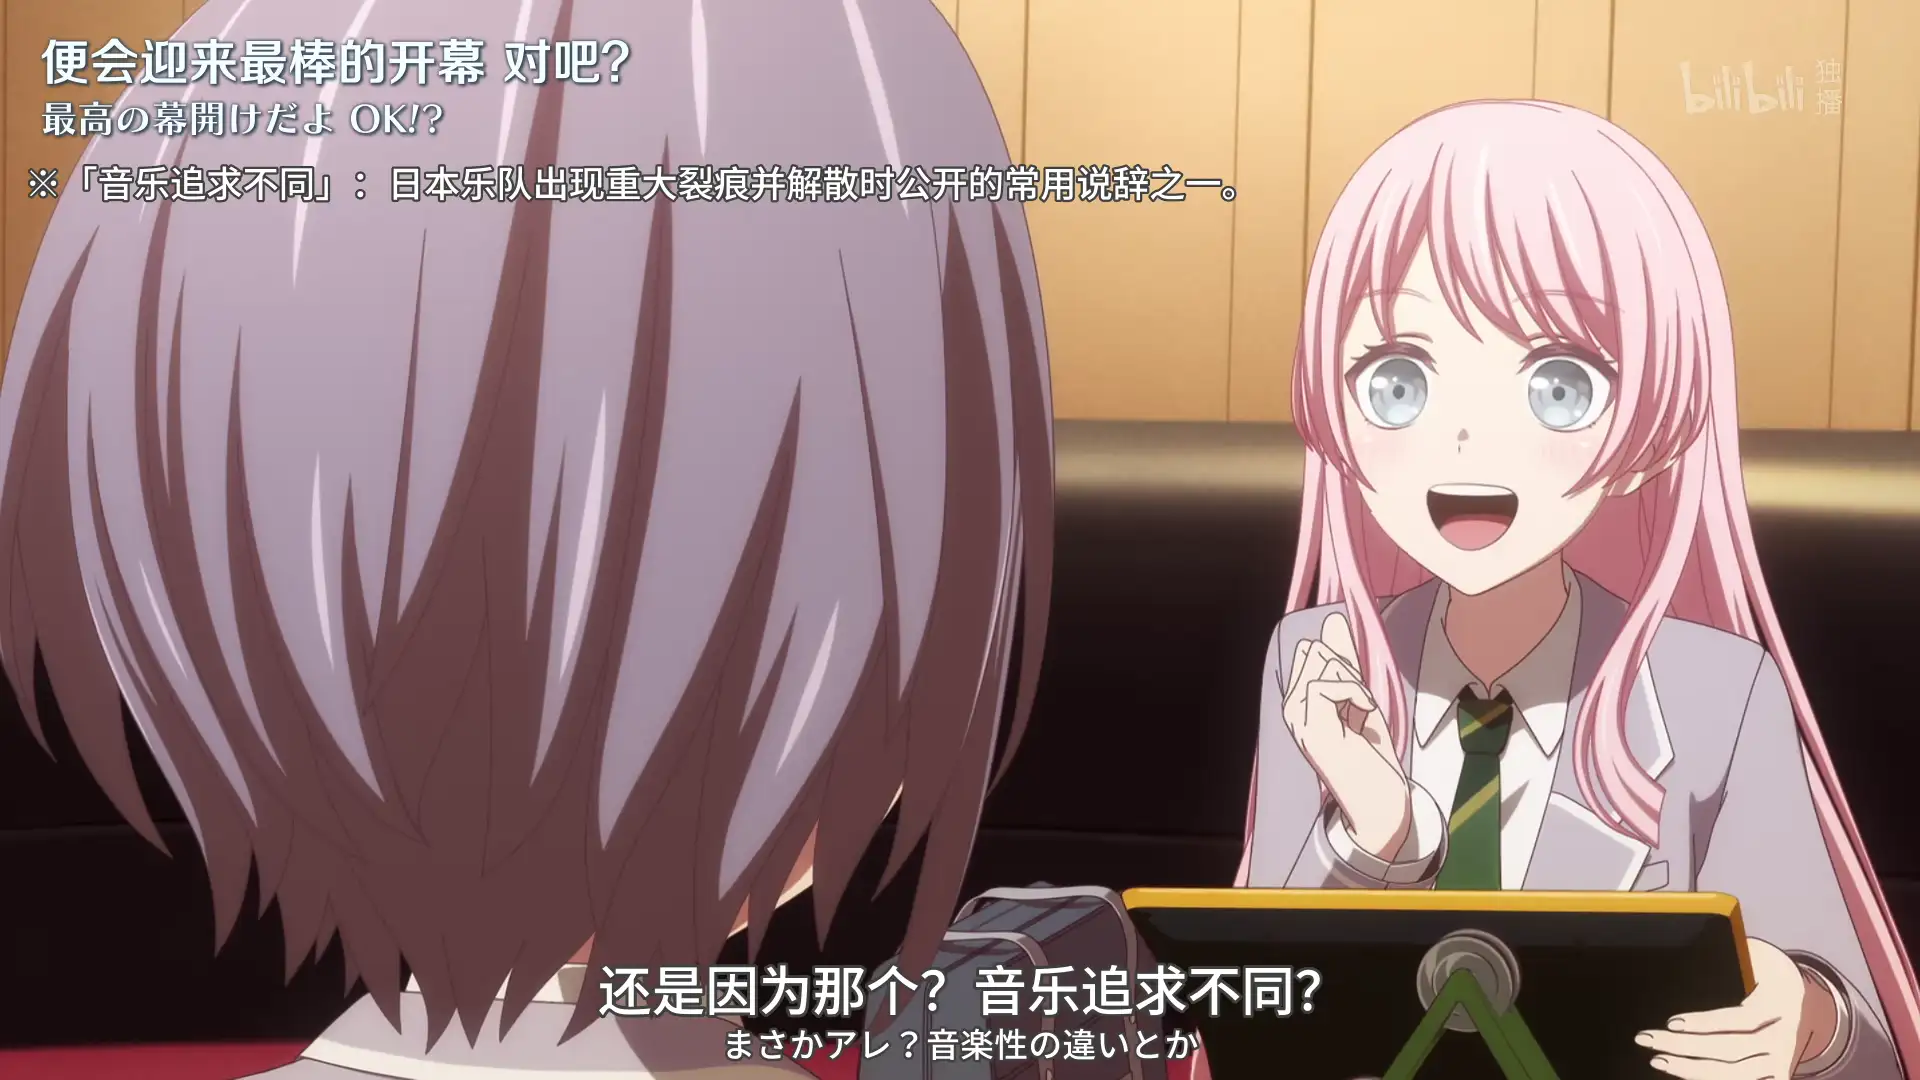 便会迎来最棒的开幕 对吧？
最高の幕開けだよ OK!?
bilibili 独播
※「音乐追求不同」：日本乐队出现重大裂痕并解散时公开的常用说辞之一。
还是因为那个？音乐追求不同？
まさかアレ？音楽性の違いとか